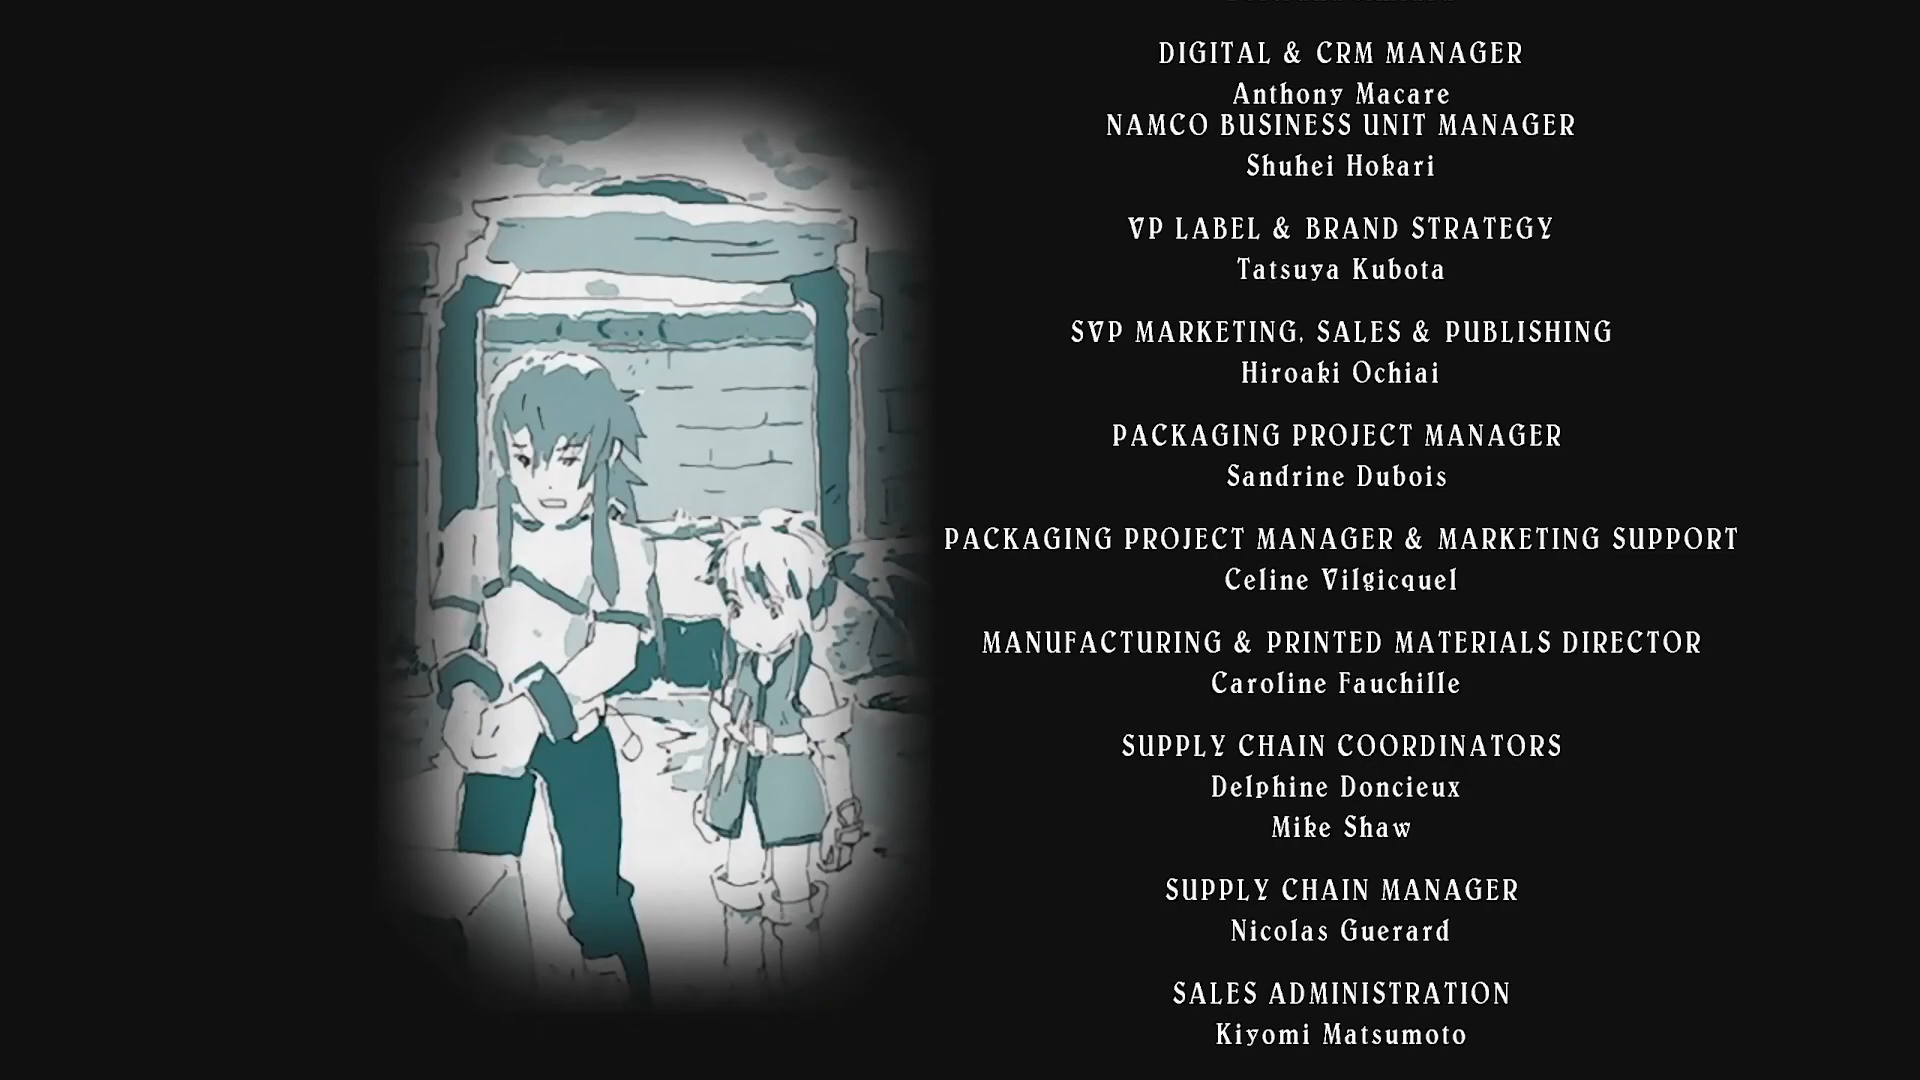 DIGITAL & CRM MANAGER
Anthony Macare
NAMCO BUSINESS UNIT MANAGER
Shuhei Hokari
VP LABEL & BRAND STRATEGY
Tatsuya Kubota
SVP MARKETING, SALES & PUBLISHING
Hiroaki Ochiai
PACKAGING PROJECT MANAGER
Sandrine Dubois
PACKAGING PROJECT MANAGER & MARKETING SUPPORT
Celine Vilgicquel
MANUFACTURING & PRINTED MATERIALS DIRECTOR
Caroline Fauchille
SUPPLY CHAIN COORDINATORS
Delphine Doncieux
Mike Shaw
SUPPLY CHAIN MANAGER
Nicolas Guerard
SALES ADMINISTRATION
Kiyomi Matsumoto